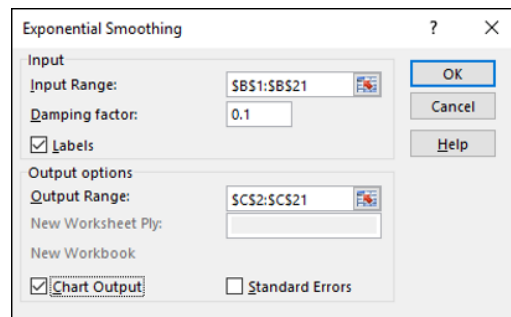 Exponential Smoothing ? ×
Input
Input Range: $B$1:$B$21 OK
Damping factor: 0.1 Cancel
Labels Help
Output options
Output Range: $C$2:$C$21
New Worksheet Ply:
New Workbook
Chart Output Standard Errors